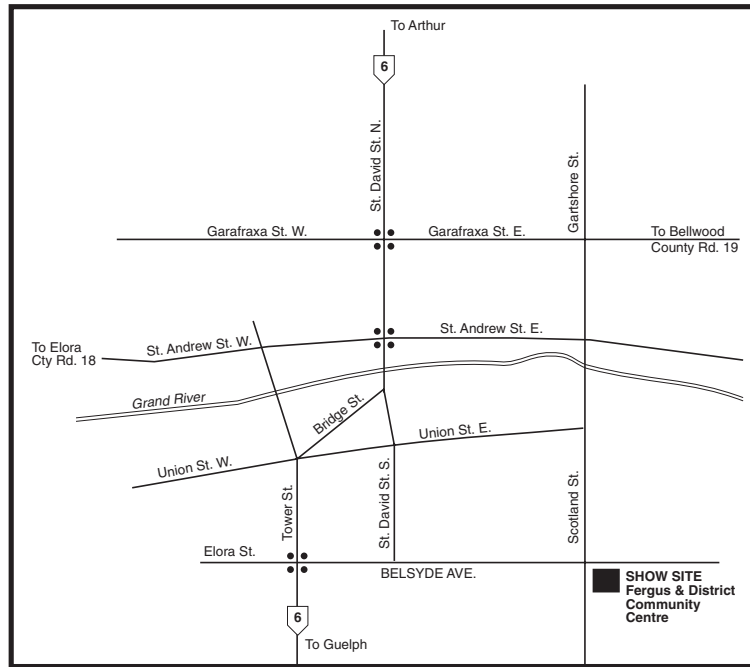 To Arthur
6
St. David St. N.
Gartshore St.
Garafraxa St. W.
Garafraxa St. E.
To Bellwood
County Rd. 19
To Elora
Cty Rd. 18
St. Andrew St. W.
St. Andrew St. E.
Grand River
Bridge St.
Union St. W.
Union St. E.
Tower St.
St. David St. S.
Scotland St.
Elora St.
BELSYDE AVE.
SHOW SITE
Fergus & District
Community
Centre
6
To Guelph